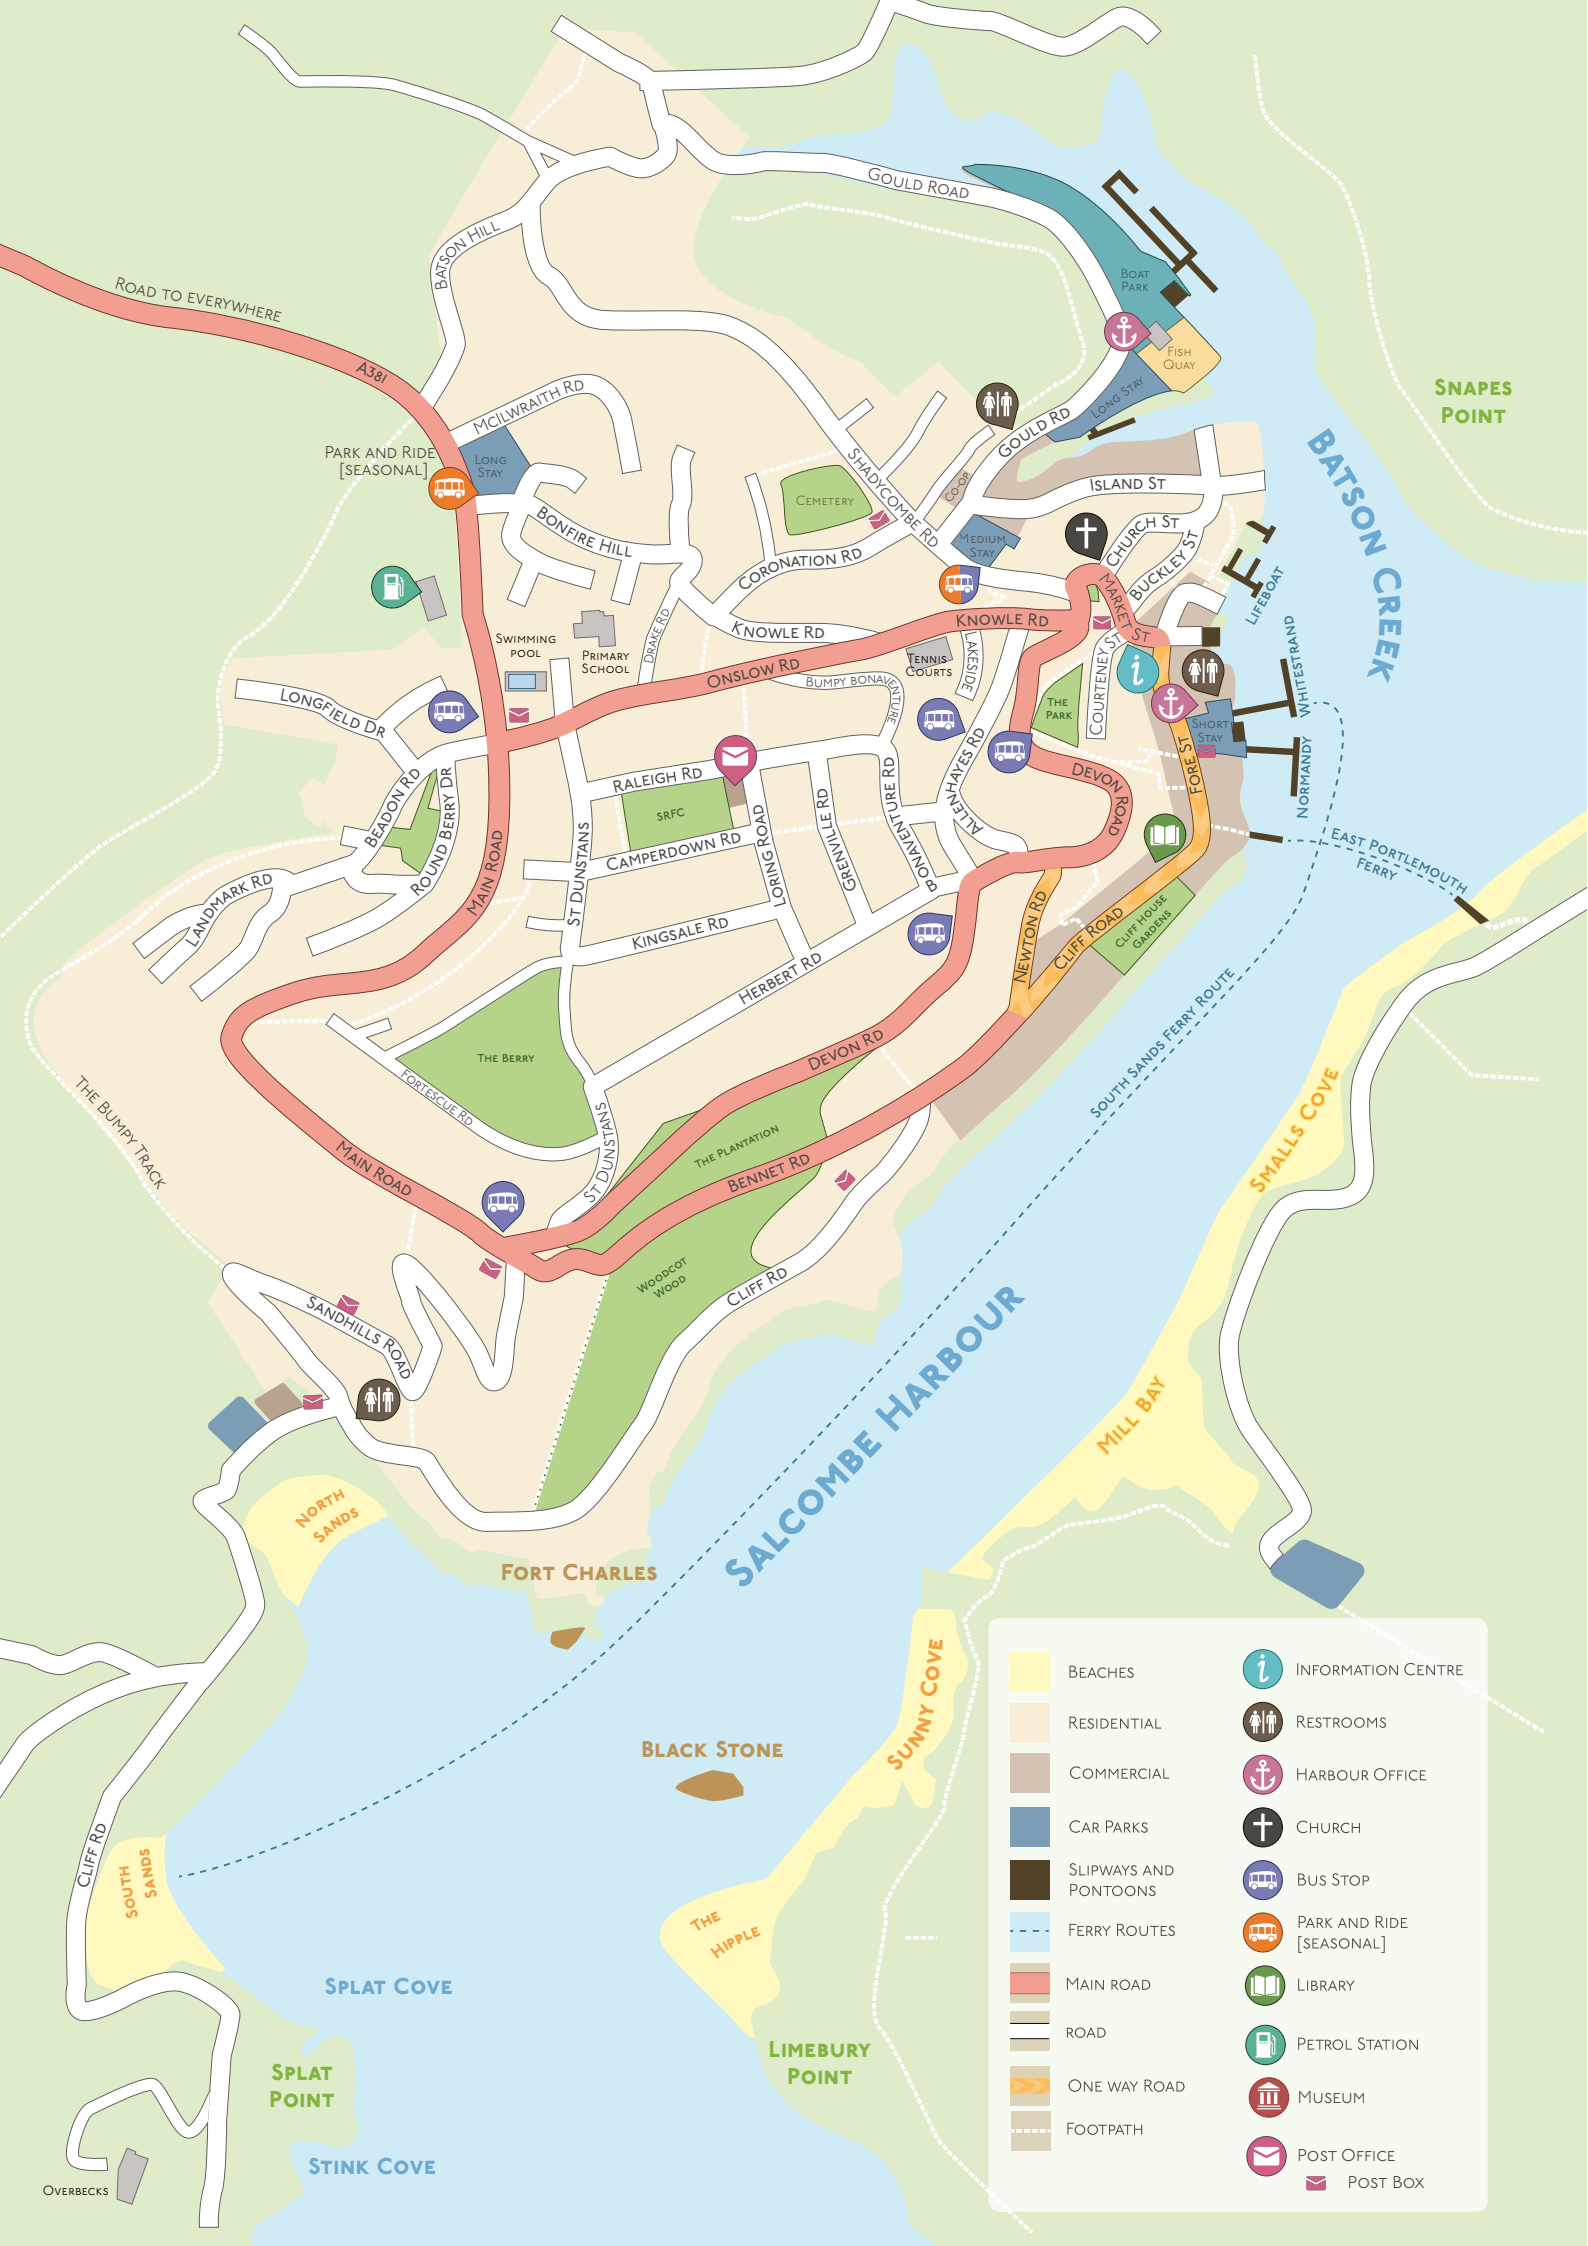 Gould Road
Batson Hill
Road to everywhere
A381
Boat
Park
Fish
Quay
Long Stay
McIlwraith Rd
Snapes
Point
Gould Rd
Park and Ride
[seasonal]
Long
Stay
Shadycombe Rd
Cemetery
Co-op
Island St
Batson Creek
Bonfire Hill
Church St
Medium
Stay
Buckley St
Coronation Rd
Market St
Lifeboat
Knowle Rd
Knowle Rd
Drake Rd
Swimming
pool
Primary
School
Whitestrand
Tennis
Courts
Lakeside
Courteney St
Onslow Rd
Bumpy Bonaventure
Longfield Dr
The
Park
Short
Stay
Normandy
Fore St
Allenhayes Rd
Devon Road
Raleigh Rd
Beadon Rd
Round Berry Dr
SRFC
Bonaventure Rd
Grenville Rd
Loring Road
Camperdown Rd
St Dunstans
Main Road
East Portlemouth
Ferry
Landmark Rd
Kingsale Rd
Newton Rd
Cliff Road
Cliff House
Gardens
Herbert Rd
South Sands Ferry Route
The Berry
Devon Rd
Fortescue Rd
The Bumpy Track
Smalls Cove
St Dunstans
The Plantation
Bennet Rd
Main Road
Woodcot
Wood
Cliff Rd
Sandhills Road
Salcombe Harbour
Mill Bay
North
Sands
Fort Charles
Sunny Cove
Black Stone
Cliff Rd
South
Sands
The
Hipple
Splat Cove
Limebury
Point
Splat
Point
Stink Cove
Overbecks
Beaches
Residential
Commercial
Car Parks
Slipways and
Pontoons
Ferry Routes
Main road
road
One way Road
Footpath
Information Centre
Restrooms
Harbour Office
Church
Bus Stop
Park and Ride
[seasonal]
Library
Petrol Station
Museum
Post Office
Post Box